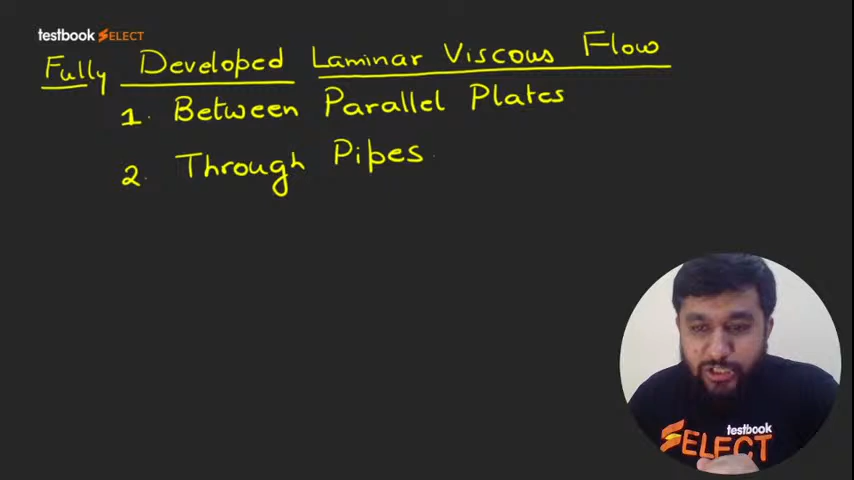 testbook SELECT
Fully Developed Laminar Viscous Flow
1. Between Parallel Plates
2. Through Pipes
testbook
SELECT